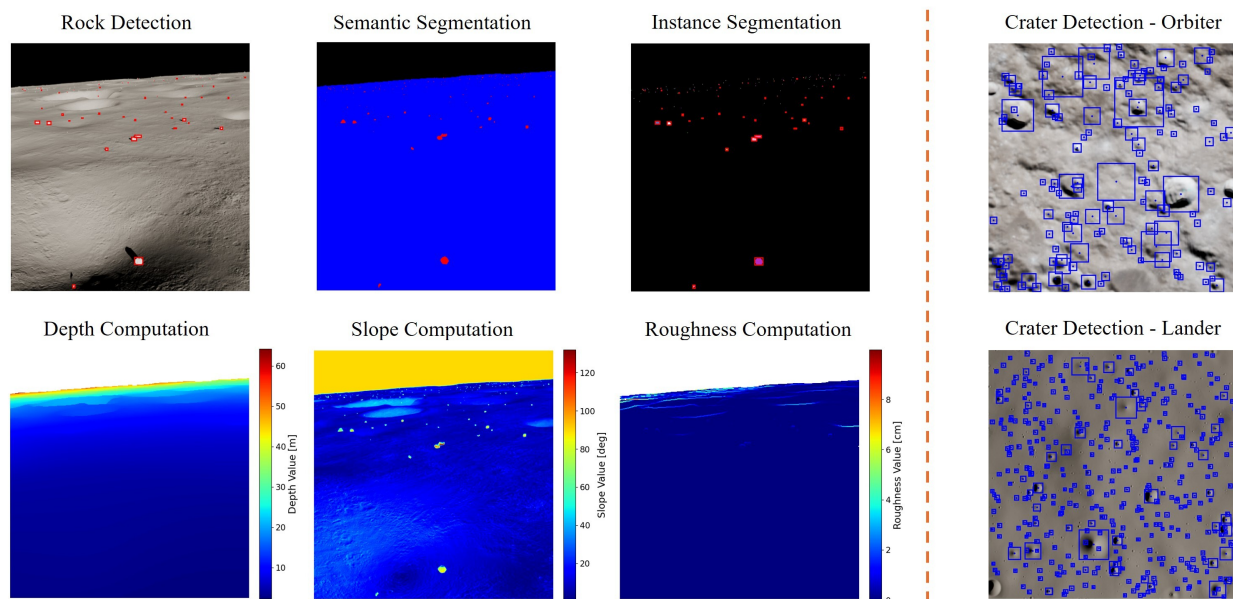 Rock Detection
Semantic Segmentation
Instance Segmentation
Crater Detection - Orbiter
Depth Computation
Slope Computation
Roughness Computation
Crater Detection - Lander
60
50
40
30
20
10
Depth Value [m]
120
100
80
60
40
20
Slope Value [deg]
8
6
4
2
0
Roughness Value [cm]